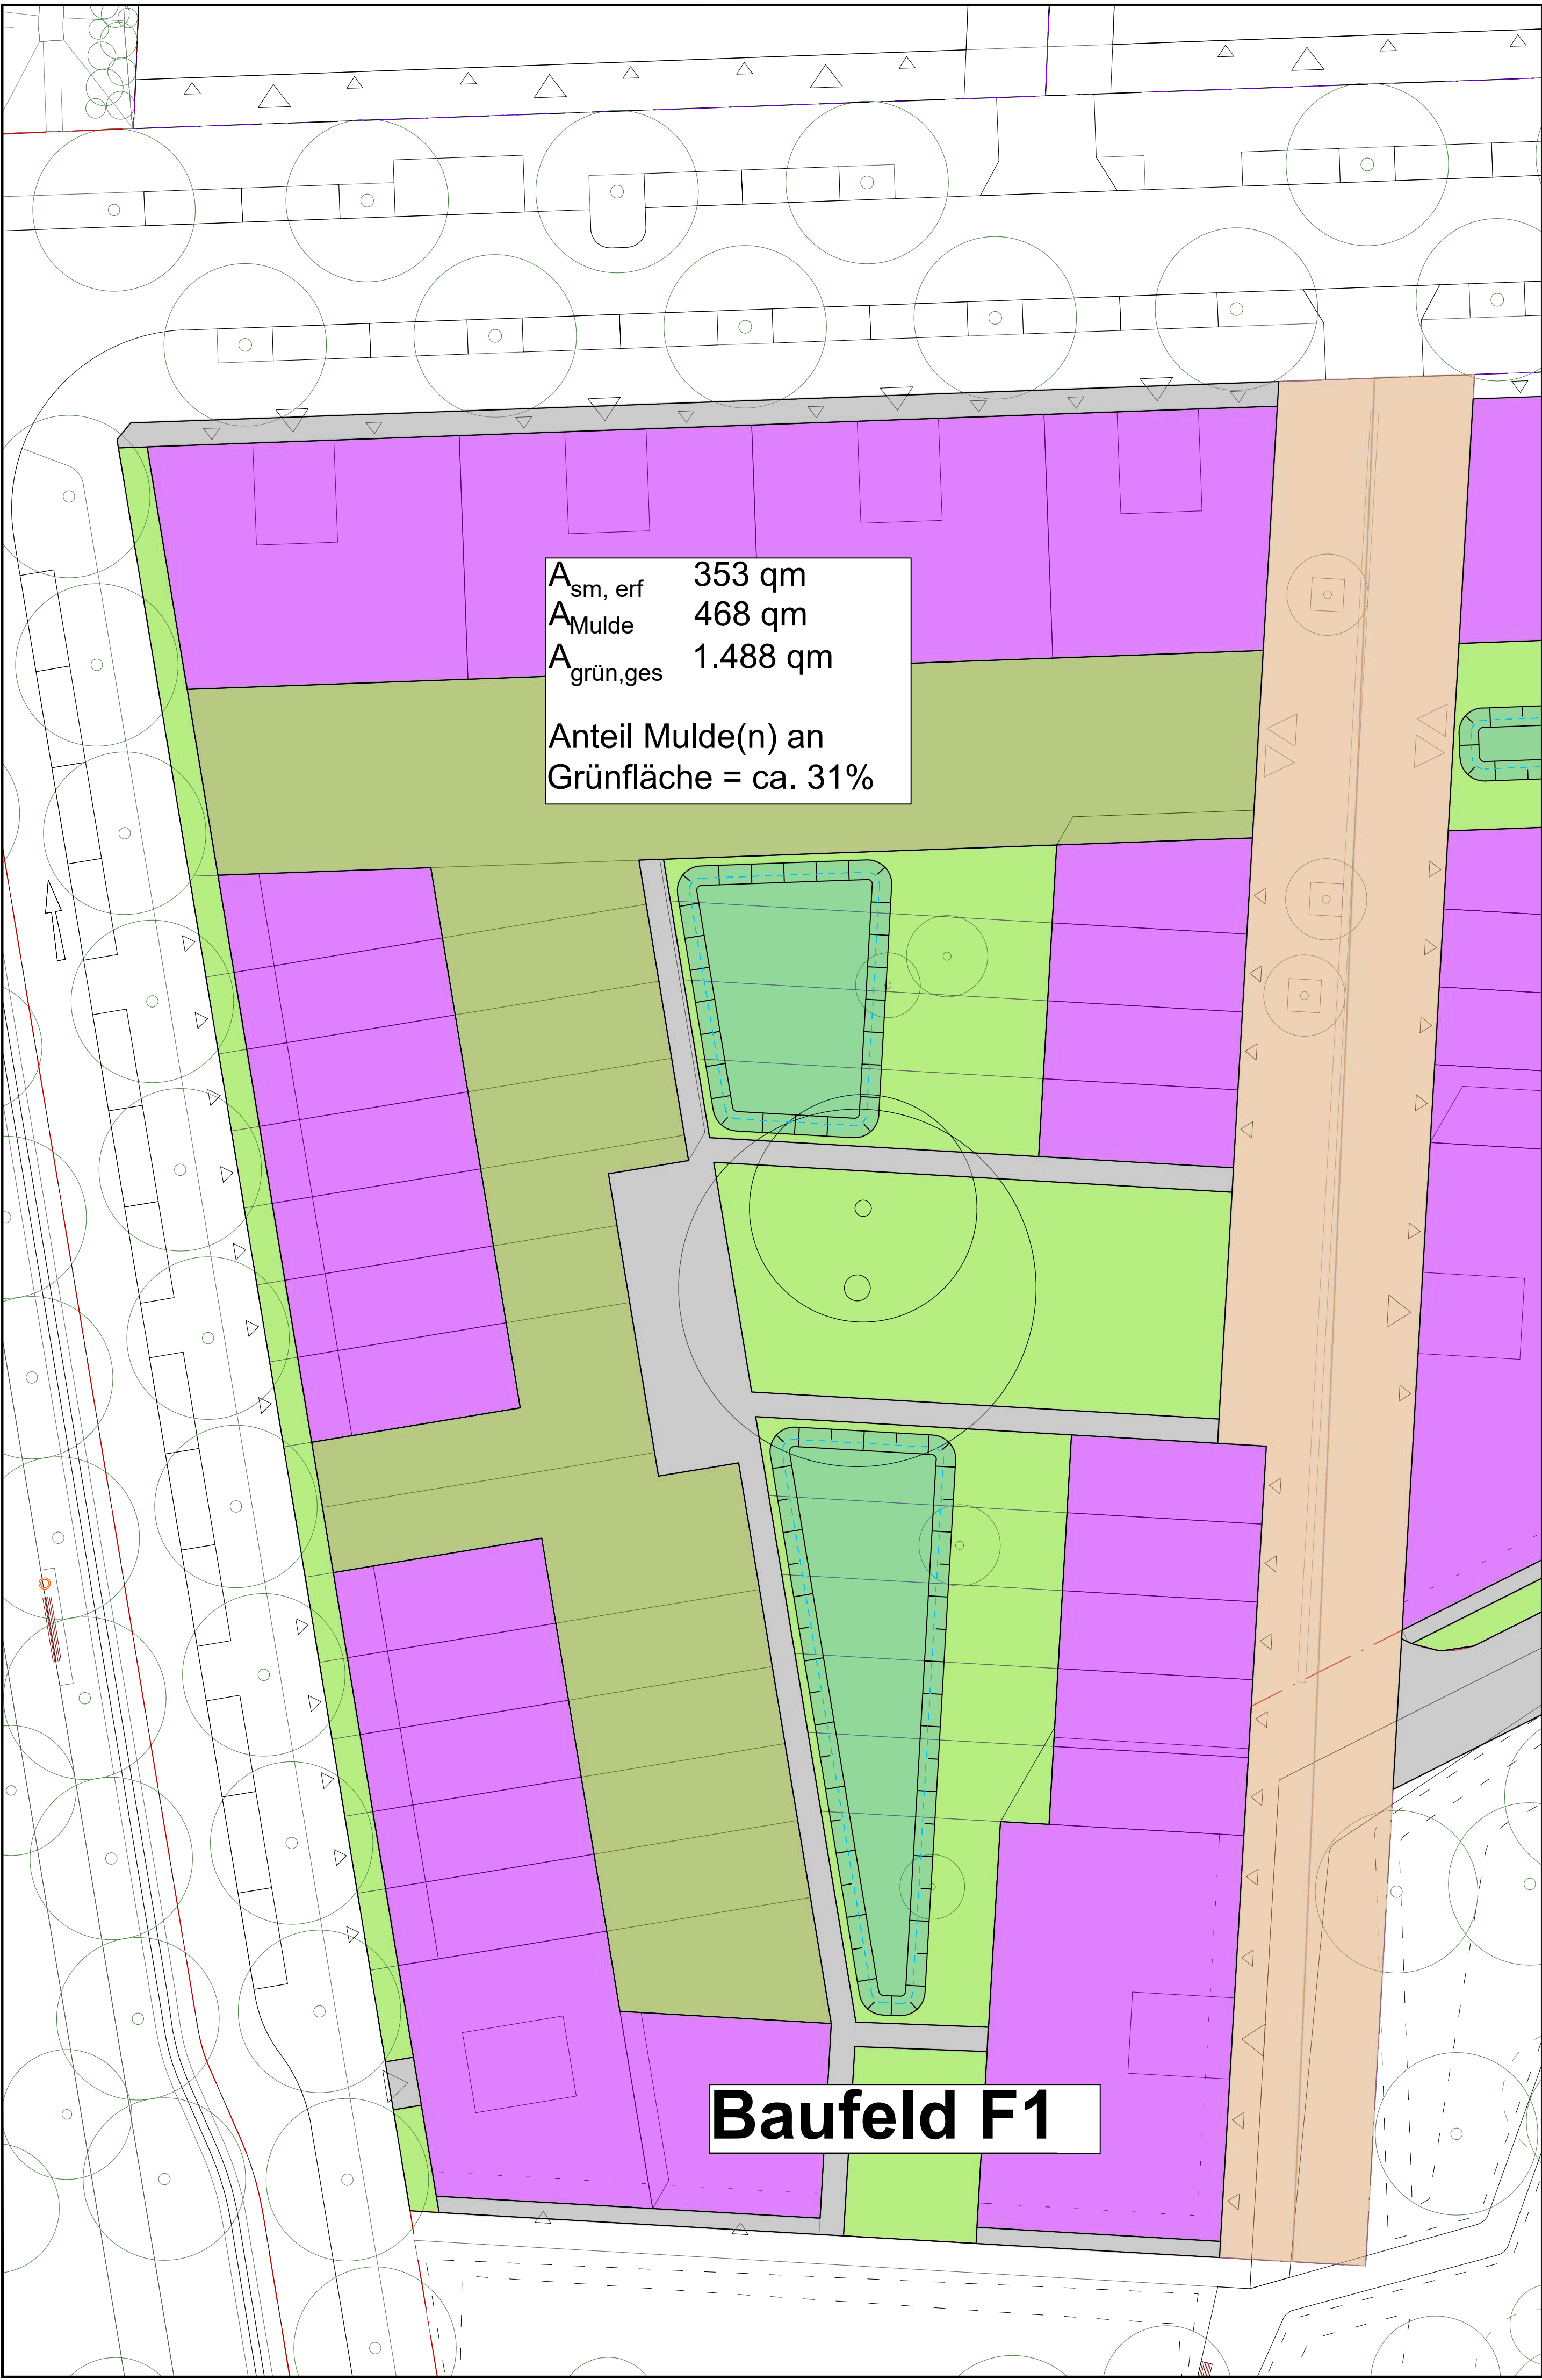 Asm, erf 353 qm
AMulde 468 qm
Agrün,ges 1.488 qm
Anteil Mulde(n) an
Grünfläche = ca. 31%
Baufeld F1